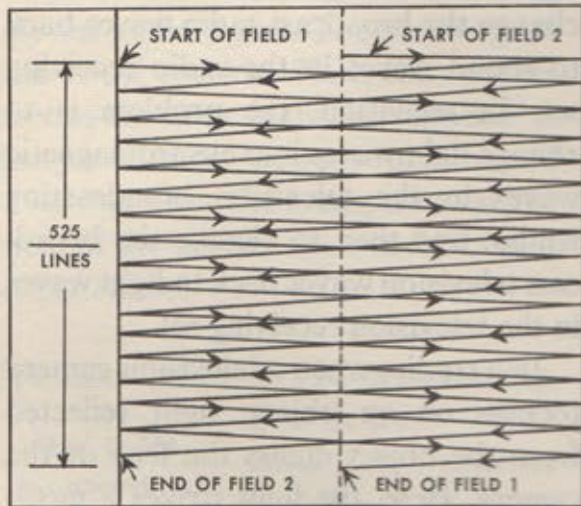 START OF FIELD 1
START OF FIELD 2
525
LINES
END OF FIELD 2
END OF FIELD 1